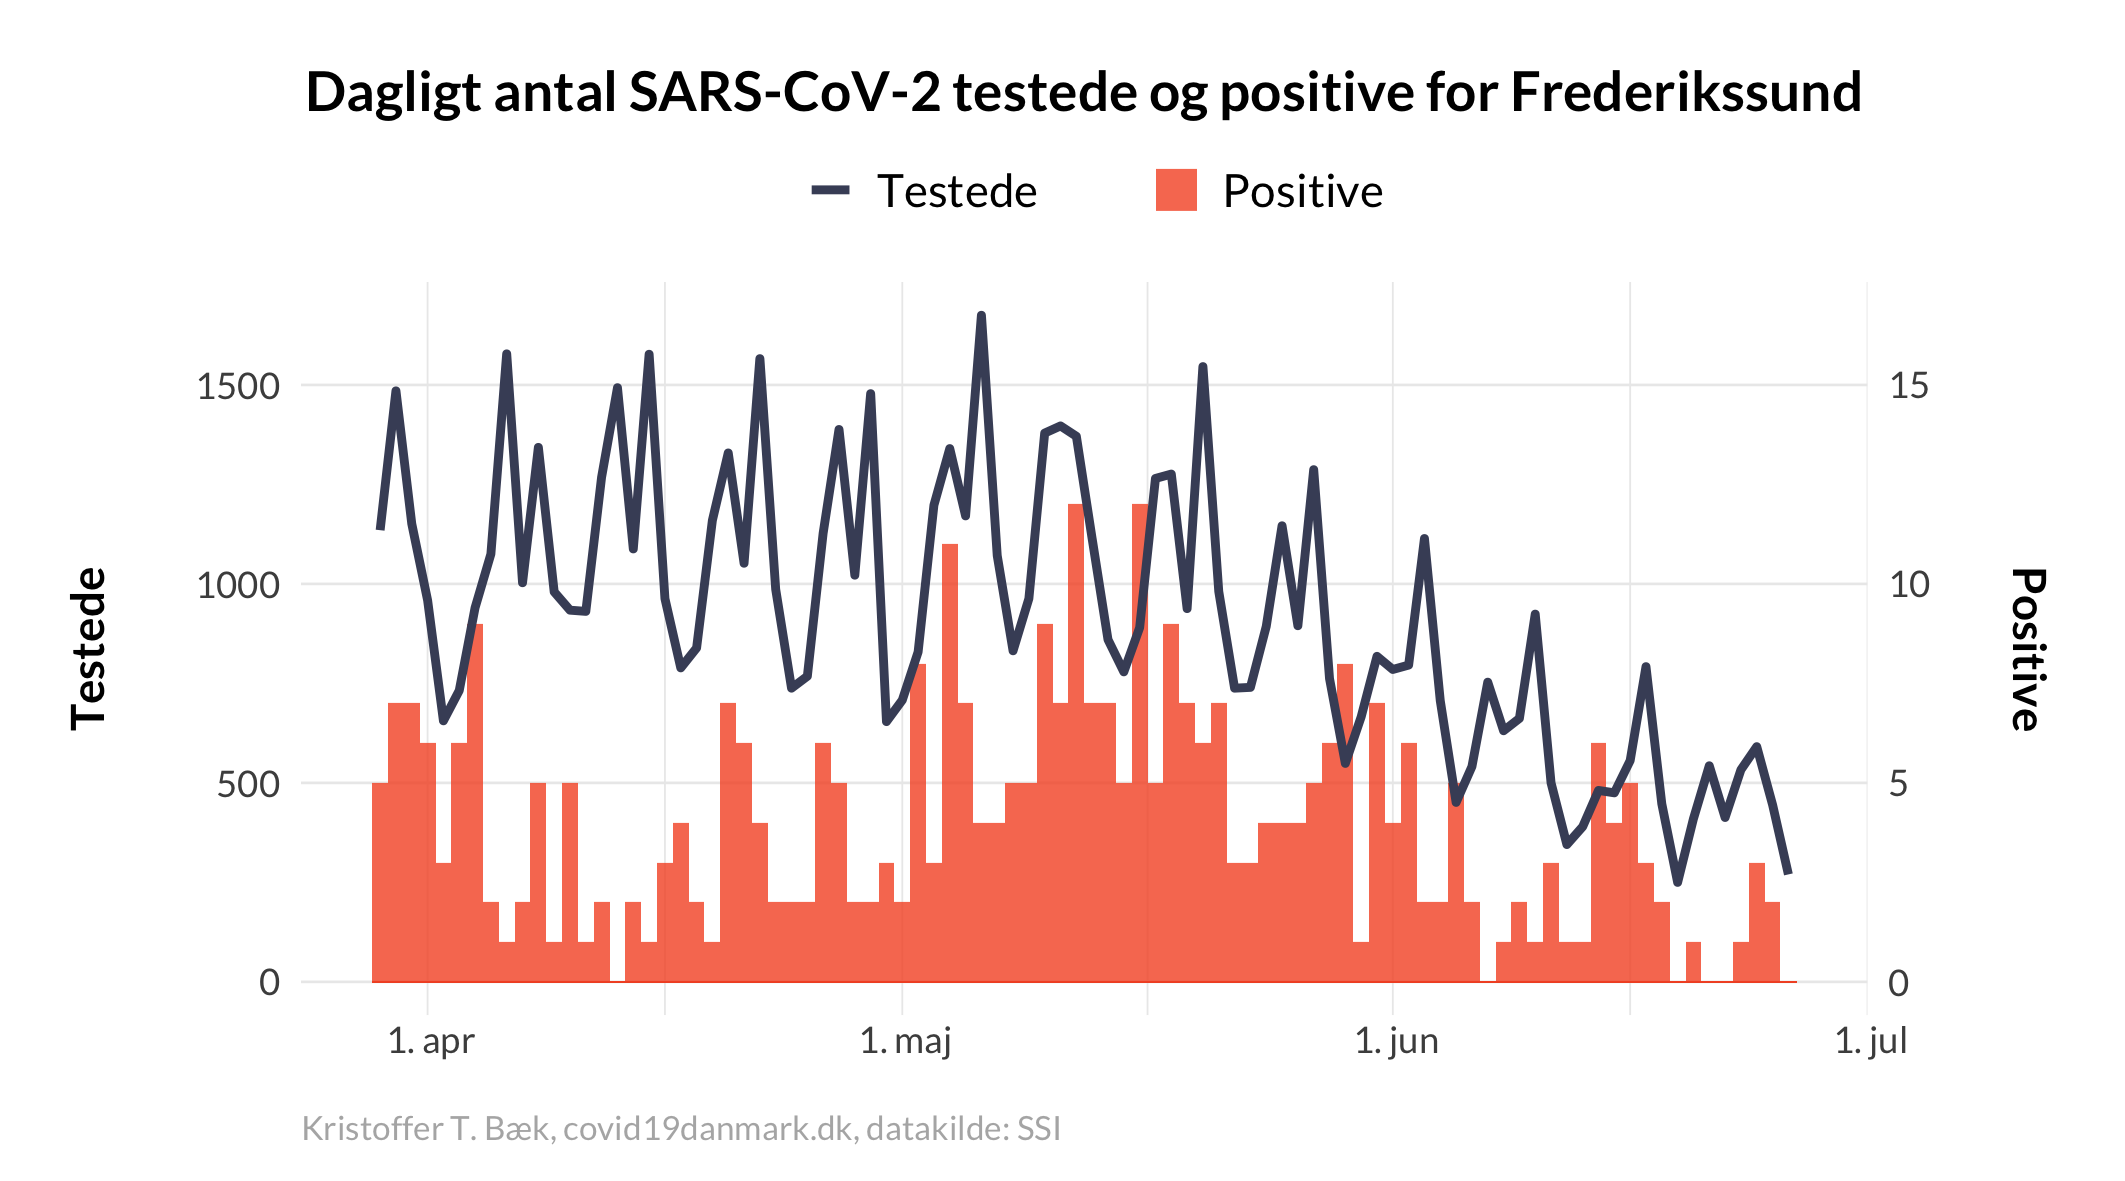 Dagligt antal SARS-CoV-2 testede og positive for Frederikssund
Testede
Positive
1500
1000
500
0
15
10
5
0
Testede
Positive
1. apr
1. maj
1. jun
1. jul
Kristoffer T. Bæk, covid19danmark.dk, datakilde: SSI